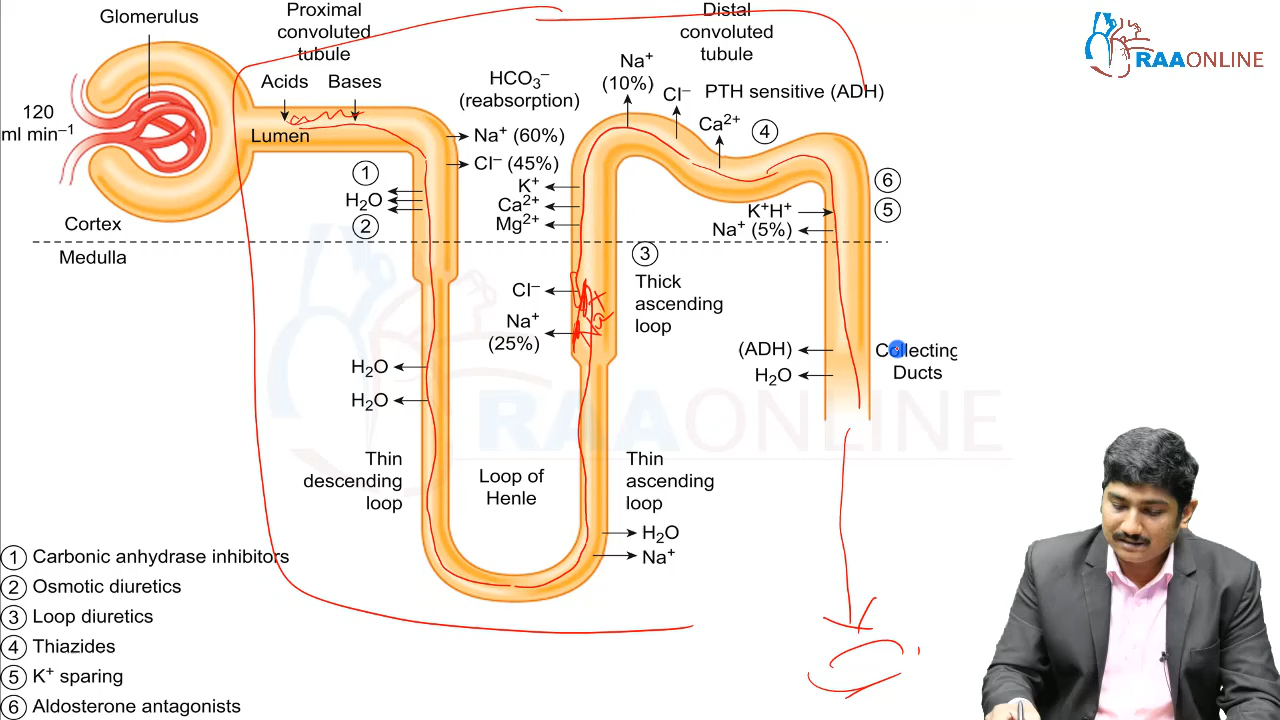 Glomerulus
Proximal
convoluted
tubule
Distal
convoluted
tubule
RAAONLINE
Acids
Bases
HCO₃⁻
(reabsorption)
Na⁺
(10%)
Cl⁻
PTH sensitive (ADH)
120
ml min⁻¹
Lumen
Na⁺ (60%)
Cl⁻ (45%)
Ca²⁺
4
1
H₂O
2
K⁺
Ca²⁺
Mg²⁺
6
5
K⁺H⁺
Na⁺ (5%)
Cortex
Medulla
3
Thick
ascending
loop
Cl⁻
Na⁺
(25%)
(ADH)
H₂O
Collecting
Ducts
H₂O
H₂O
RAAONLINE
Thin
descending
loop
Loop of
Henle
Thin
ascending
loop
H₂O
Na⁺
1 Carbonic anhydrase inhibitors
2 Osmotic diuretics
3 Loop diuretics
4 Thiazides
5 K⁺ sparing
6 Aldosterone antagonists